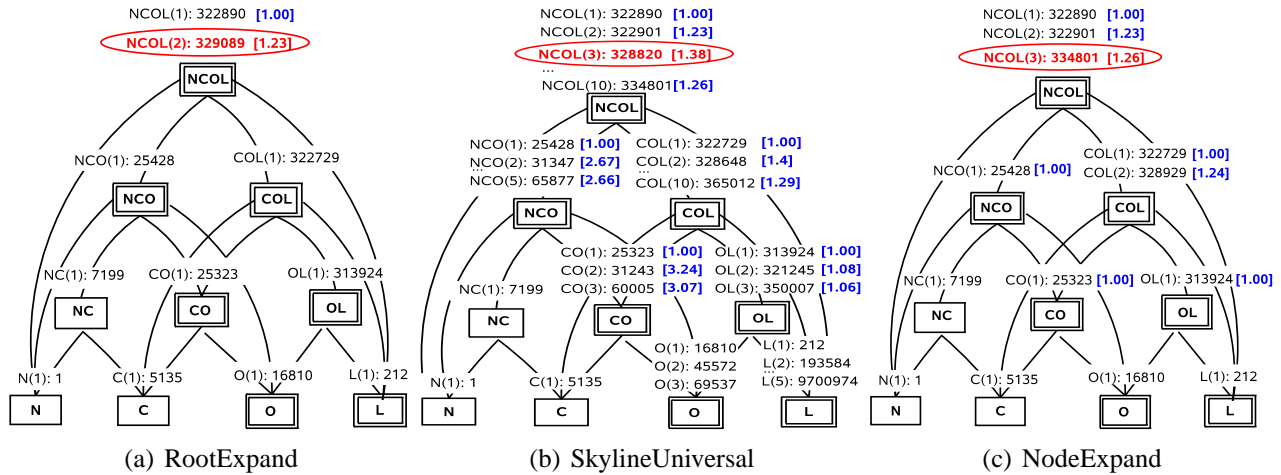 NCOL(1): 322890 [1.00]
NCOL(2): 329089 [1.23]
NCOL
NCO(1): 25428
COL(1): 322729
NCO
COL
NC(1): 7199
CO(1): 25323
OL(1): 313924
NC
CO
OL
N(1): 1
C(1): 5135
O(1): 16810
L(1): 212
N
C
O
L
(a) RootExpand
NCOL(1): 322890 [1.00]
NCOL(2): 322901 [1.23]
NCOL(3): 328820 [1.38]
...
NCOL(10): 334801 [1.26]
NCOL
NCO(1): 25428 [1.00]
NCO(2): 31347 [2.67]
...
NCO(5): 65877 [2.66]
COL(1): 322729 [1.00]
COL(2): 328648 [1.4]
...
COL(10): 365012 [1.29]
NCO
COL
NC(1): 7199
CO(1): 25323 [1.00]
CO(2): 31243 [3.24]
CO(3): 60005 [3.07]
OL(1): 313924 [1.00]
OL(2): 321245 [1.08]
OL(3): 350007 [1.06]
NC
CO
OL
N(1): 1
C(1): 5135
O(1): 16810
O(2): 45572
O(3): 69537
L(1): 212
L(2): 193584
...
L(5): 9700974
N
C
O
L
(b) SkylineUniversal
NCOL(1): 322890 [1.00]
NCOL(2): 322901 [1.23]
NCOL(3): 334801 [1.26]
NCOL
NCO(1): 25428 [1.00]
COL(1): 322729 [1.00]
COL(2): 328929 [1.24]
NCO
COL
NC(1): 7199
CO(1): 25323 [1.00]
OL(1): 313924 [1.00]
NC
CO
OL
N(1): 1
C(1): 5135
O(1): 16810
L(1): 212
N
C
O
L
(c) NodeExpand